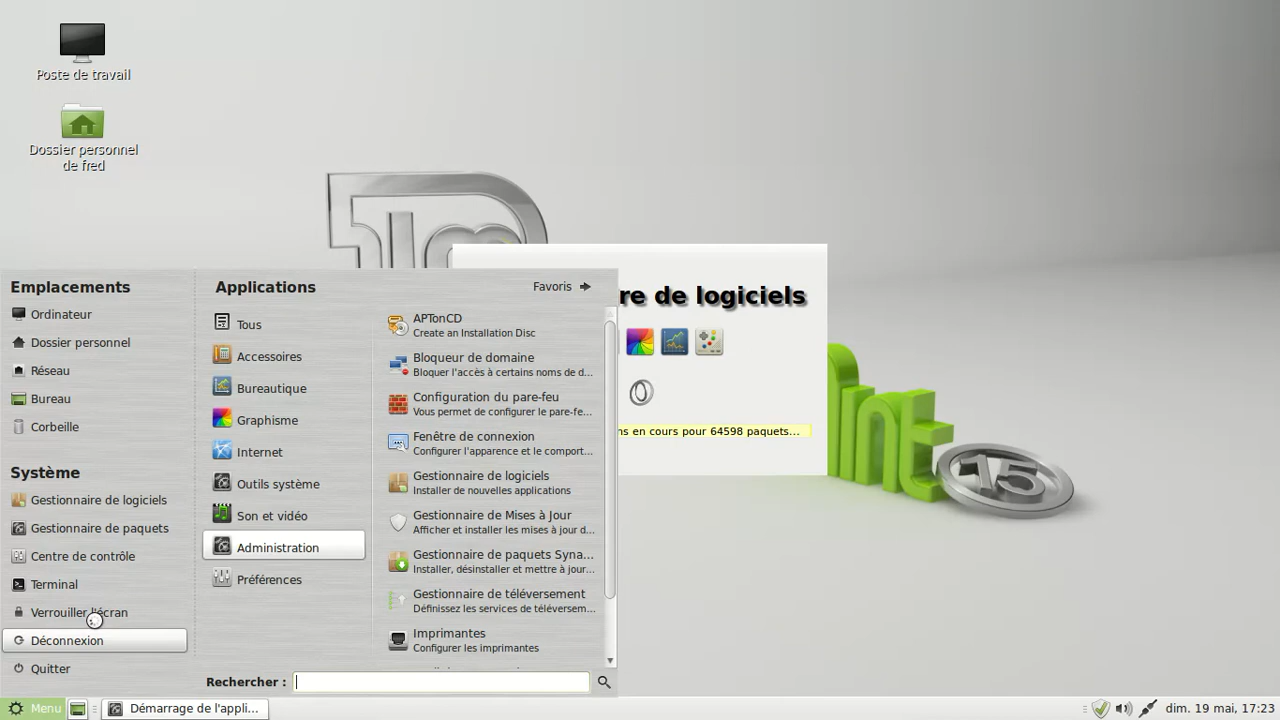 Poste de travail
Dossier personnel
de fred
re de logiciels
ns en cours pour 64598 paquets...
int
15
Emplacements
Ordinateur
Dossier personnel
Réseau
Bureau
Corbeille
Système
Gestionnaire de logiciels
Gestionnaire de paquets
Centre de contrôle
Terminal
Verrouiller l'écran
Déconnexion
Quitter
Applications
Favoris
Tous
Accessoires
Bureautique
Graphisme
Internet
Outils système
Son et vidéo
Administration
Préférences
APTonCD
Create an Installation Disc
Bloqueur de domaine
Bloquer l'accès à certains noms de d...
Configuration du pare-feu
Vous permet de configurer le pare-fe...
Fenêtre de connexion
Configurer l'apparence et le comport...
Gestionnaire de logiciels
Installer de nouvelles applications
Gestionnaire de Mises à Jour
Afficher et installer les mises à jour d...
Gestionnaire de paquets Syna...
Installer, désinstaller et mettre à jour...
Gestionnaire de téléversement
Définissez les services de téléversem...
Imprimantes
Configurer les imprimantes
Rechercher :
Menu
Démarrage de l'appli...
dim. 19 mai, 17:23